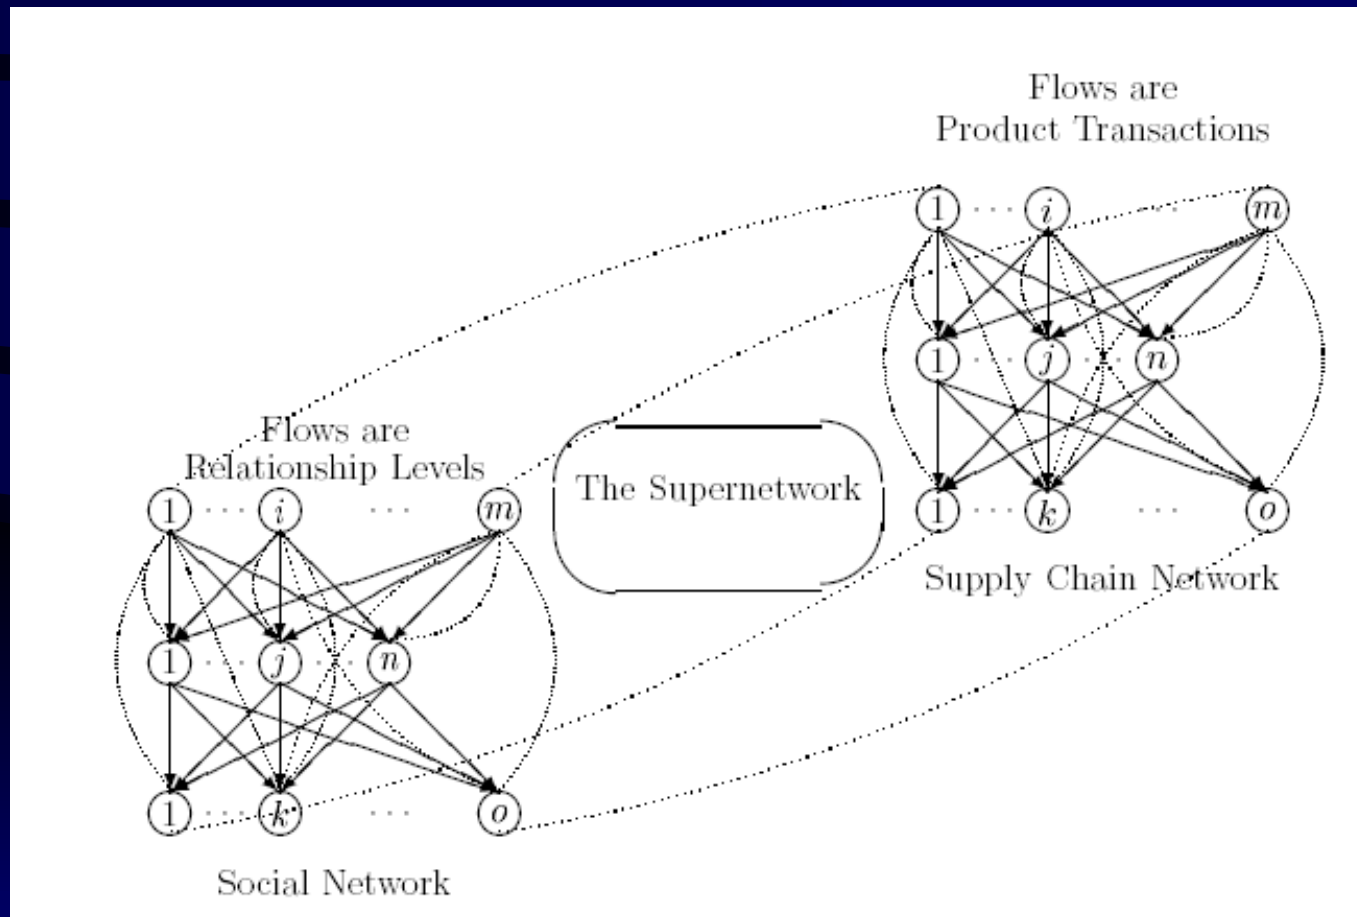 Flows are
Product Transactions
1 ··· i ··· m
1 ··· j ··· n
1 ··· k ··· o
Supply Chain Network
The Supernetwork
Flows are
Relationship Levels
1 ··· i ··· m
1 ··· j ··· n
1 ··· k ··· o
Social Network